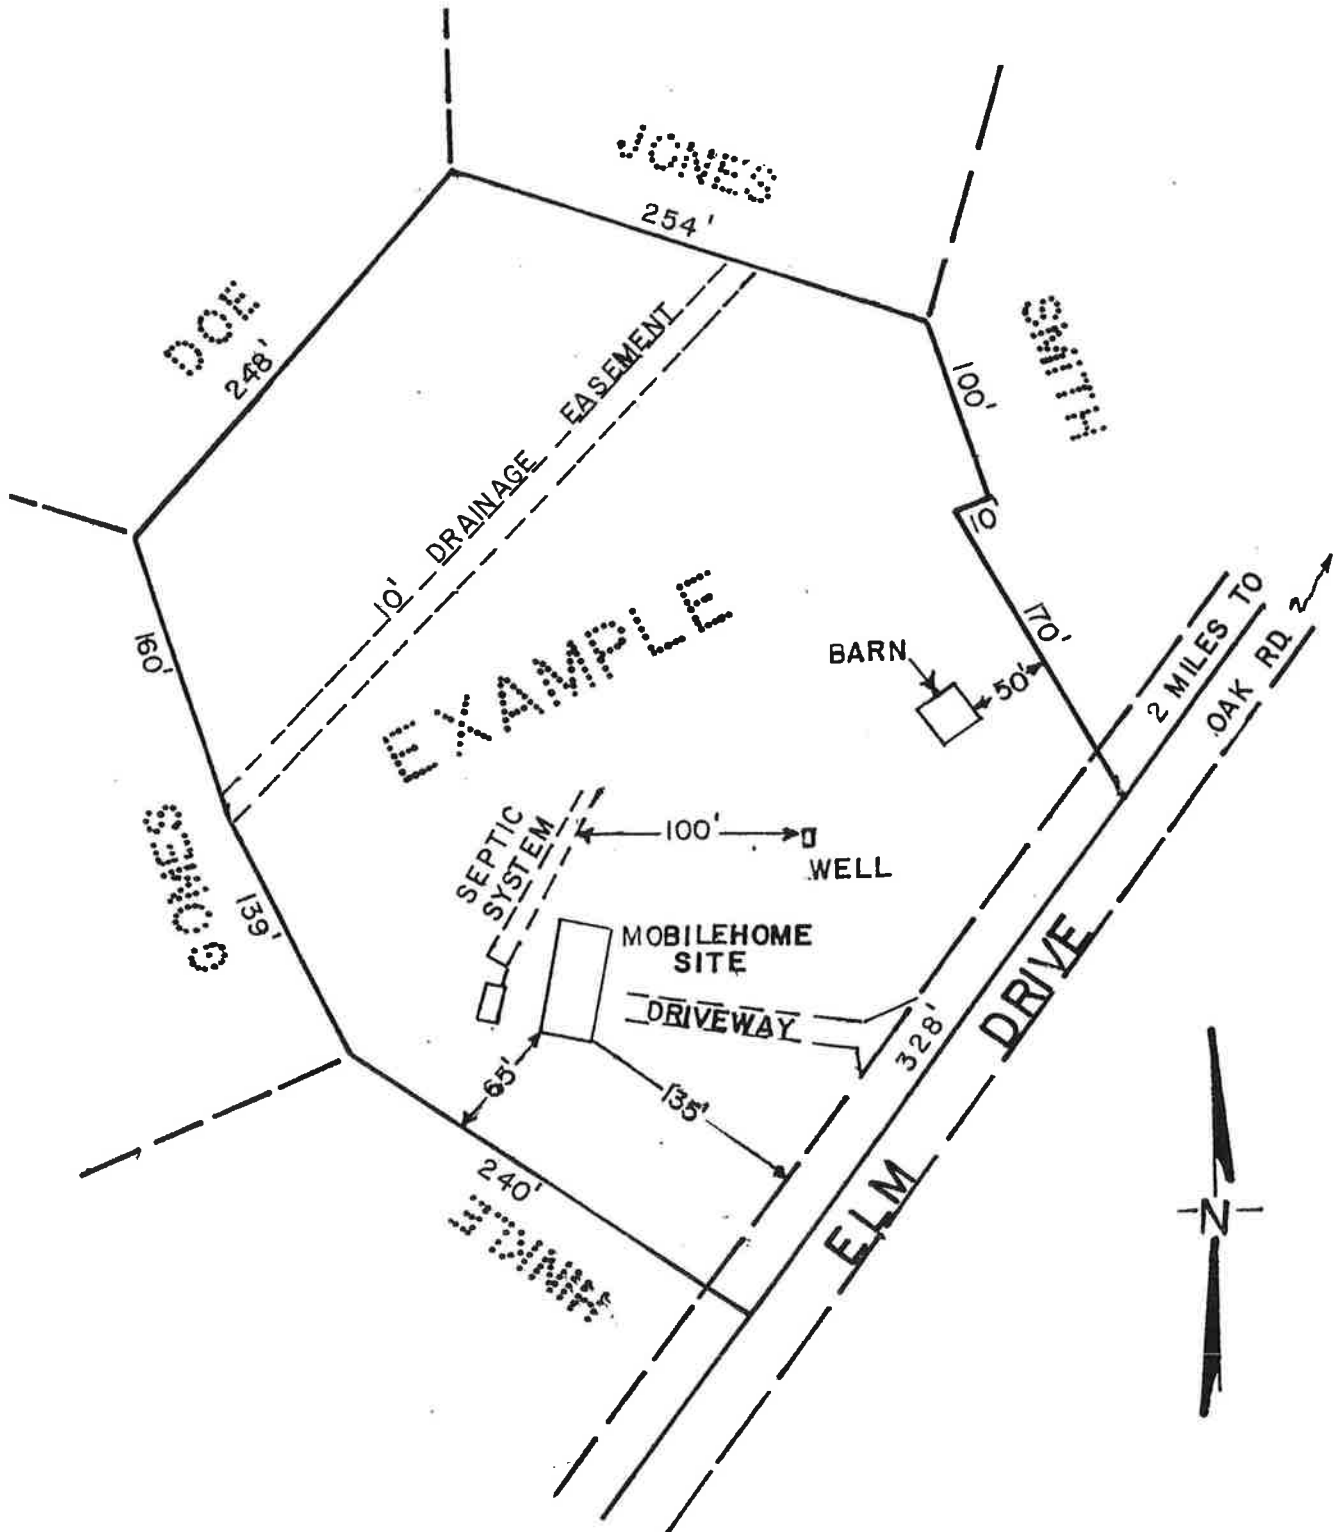 JONES
254'
DOE
248'
SMITH
100'
10
170'
10' DRAINAGE EASEMENT
EXAMPLE
BARN
50'
2 MILES TO
OAK RD.
160'
GOMES
139'
SEPTIC
SYSTEM
100'
WELL
MOBILEHOME
SITE
DRIVEWAY
65'
135'
328'
ELM DRIVE
240'
N